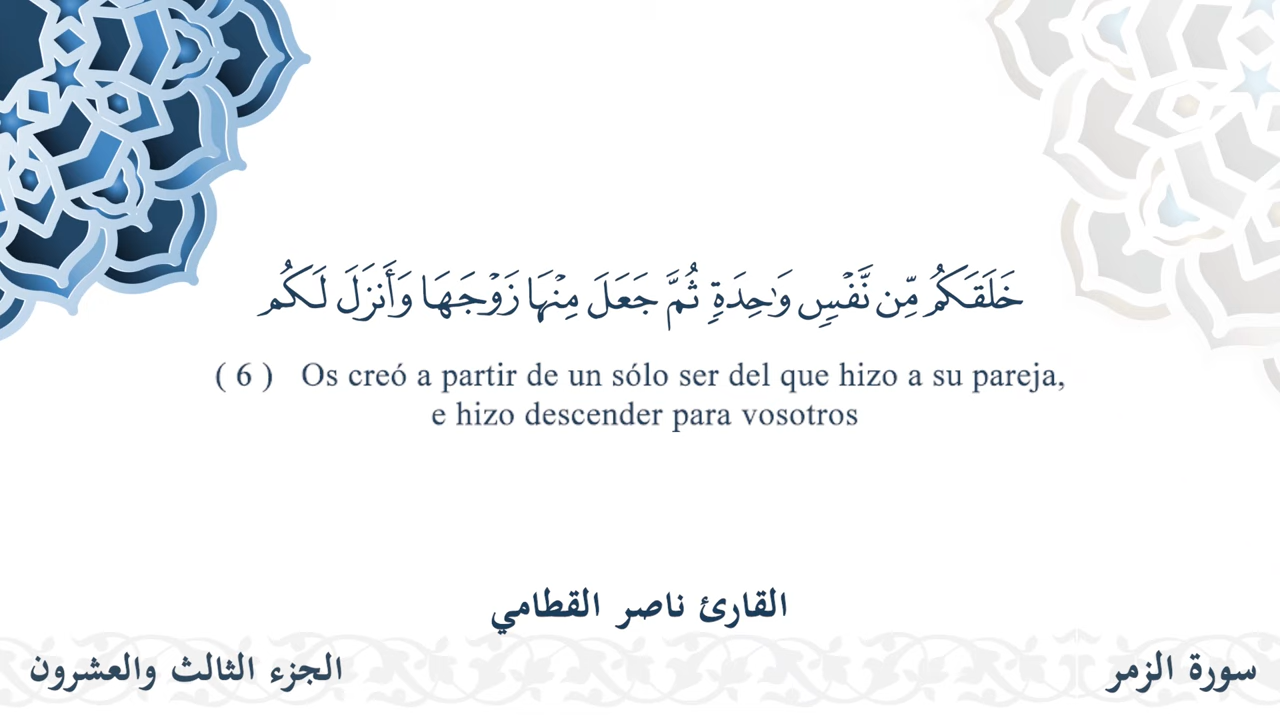 خَلَقَكُم مِّن نَّفْسٍ وَٰحِدَةٍ ثُمَّ جَعَلَ مِنْهَا زَوْجَهَا وَأَنزَلَ لَكُم
( 6 ) Os creó a partir de un sólo ser del que hizo a su pareja,
e hizo descender para vosotros
القارئ ناصر القطامي
سورة الزمر
الجزء الثالث والعشرون